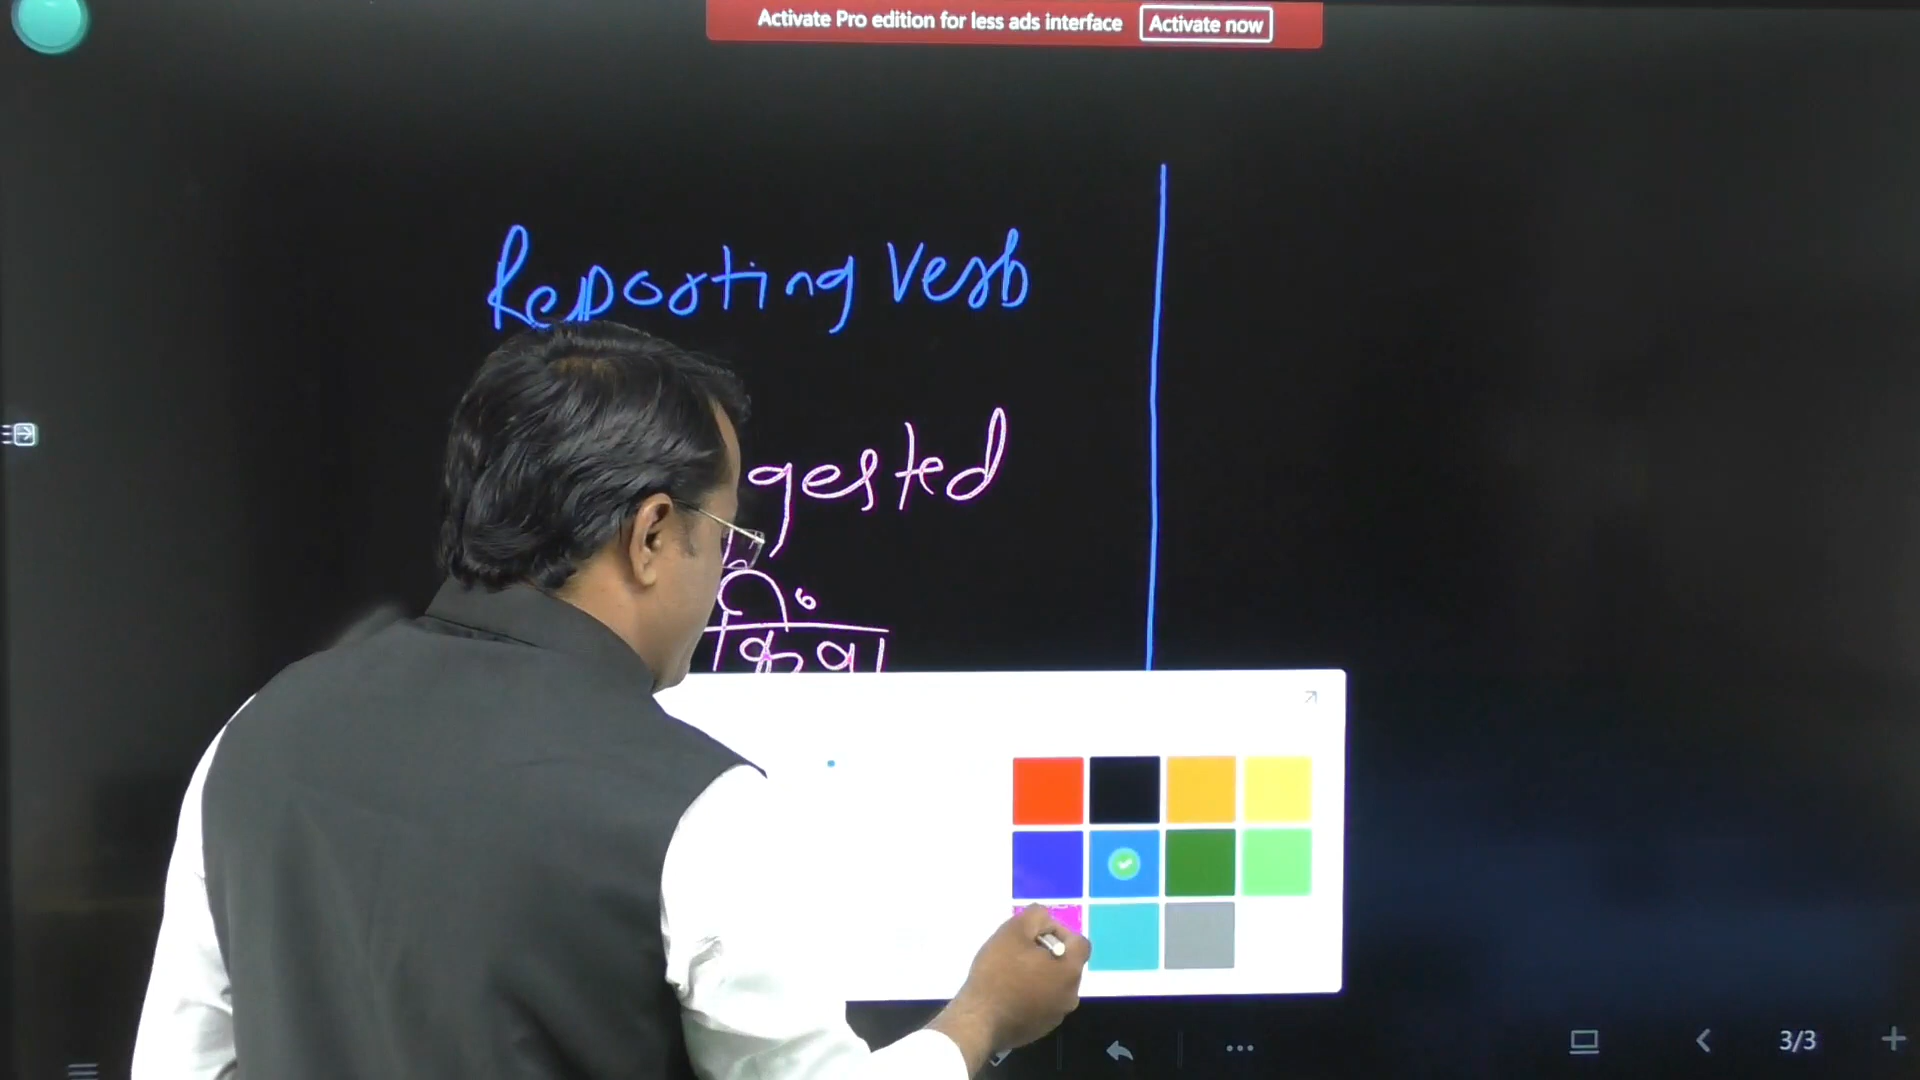 Activate Pro edition for less ads interface Activate now
Reporting Verb
gested
3/3